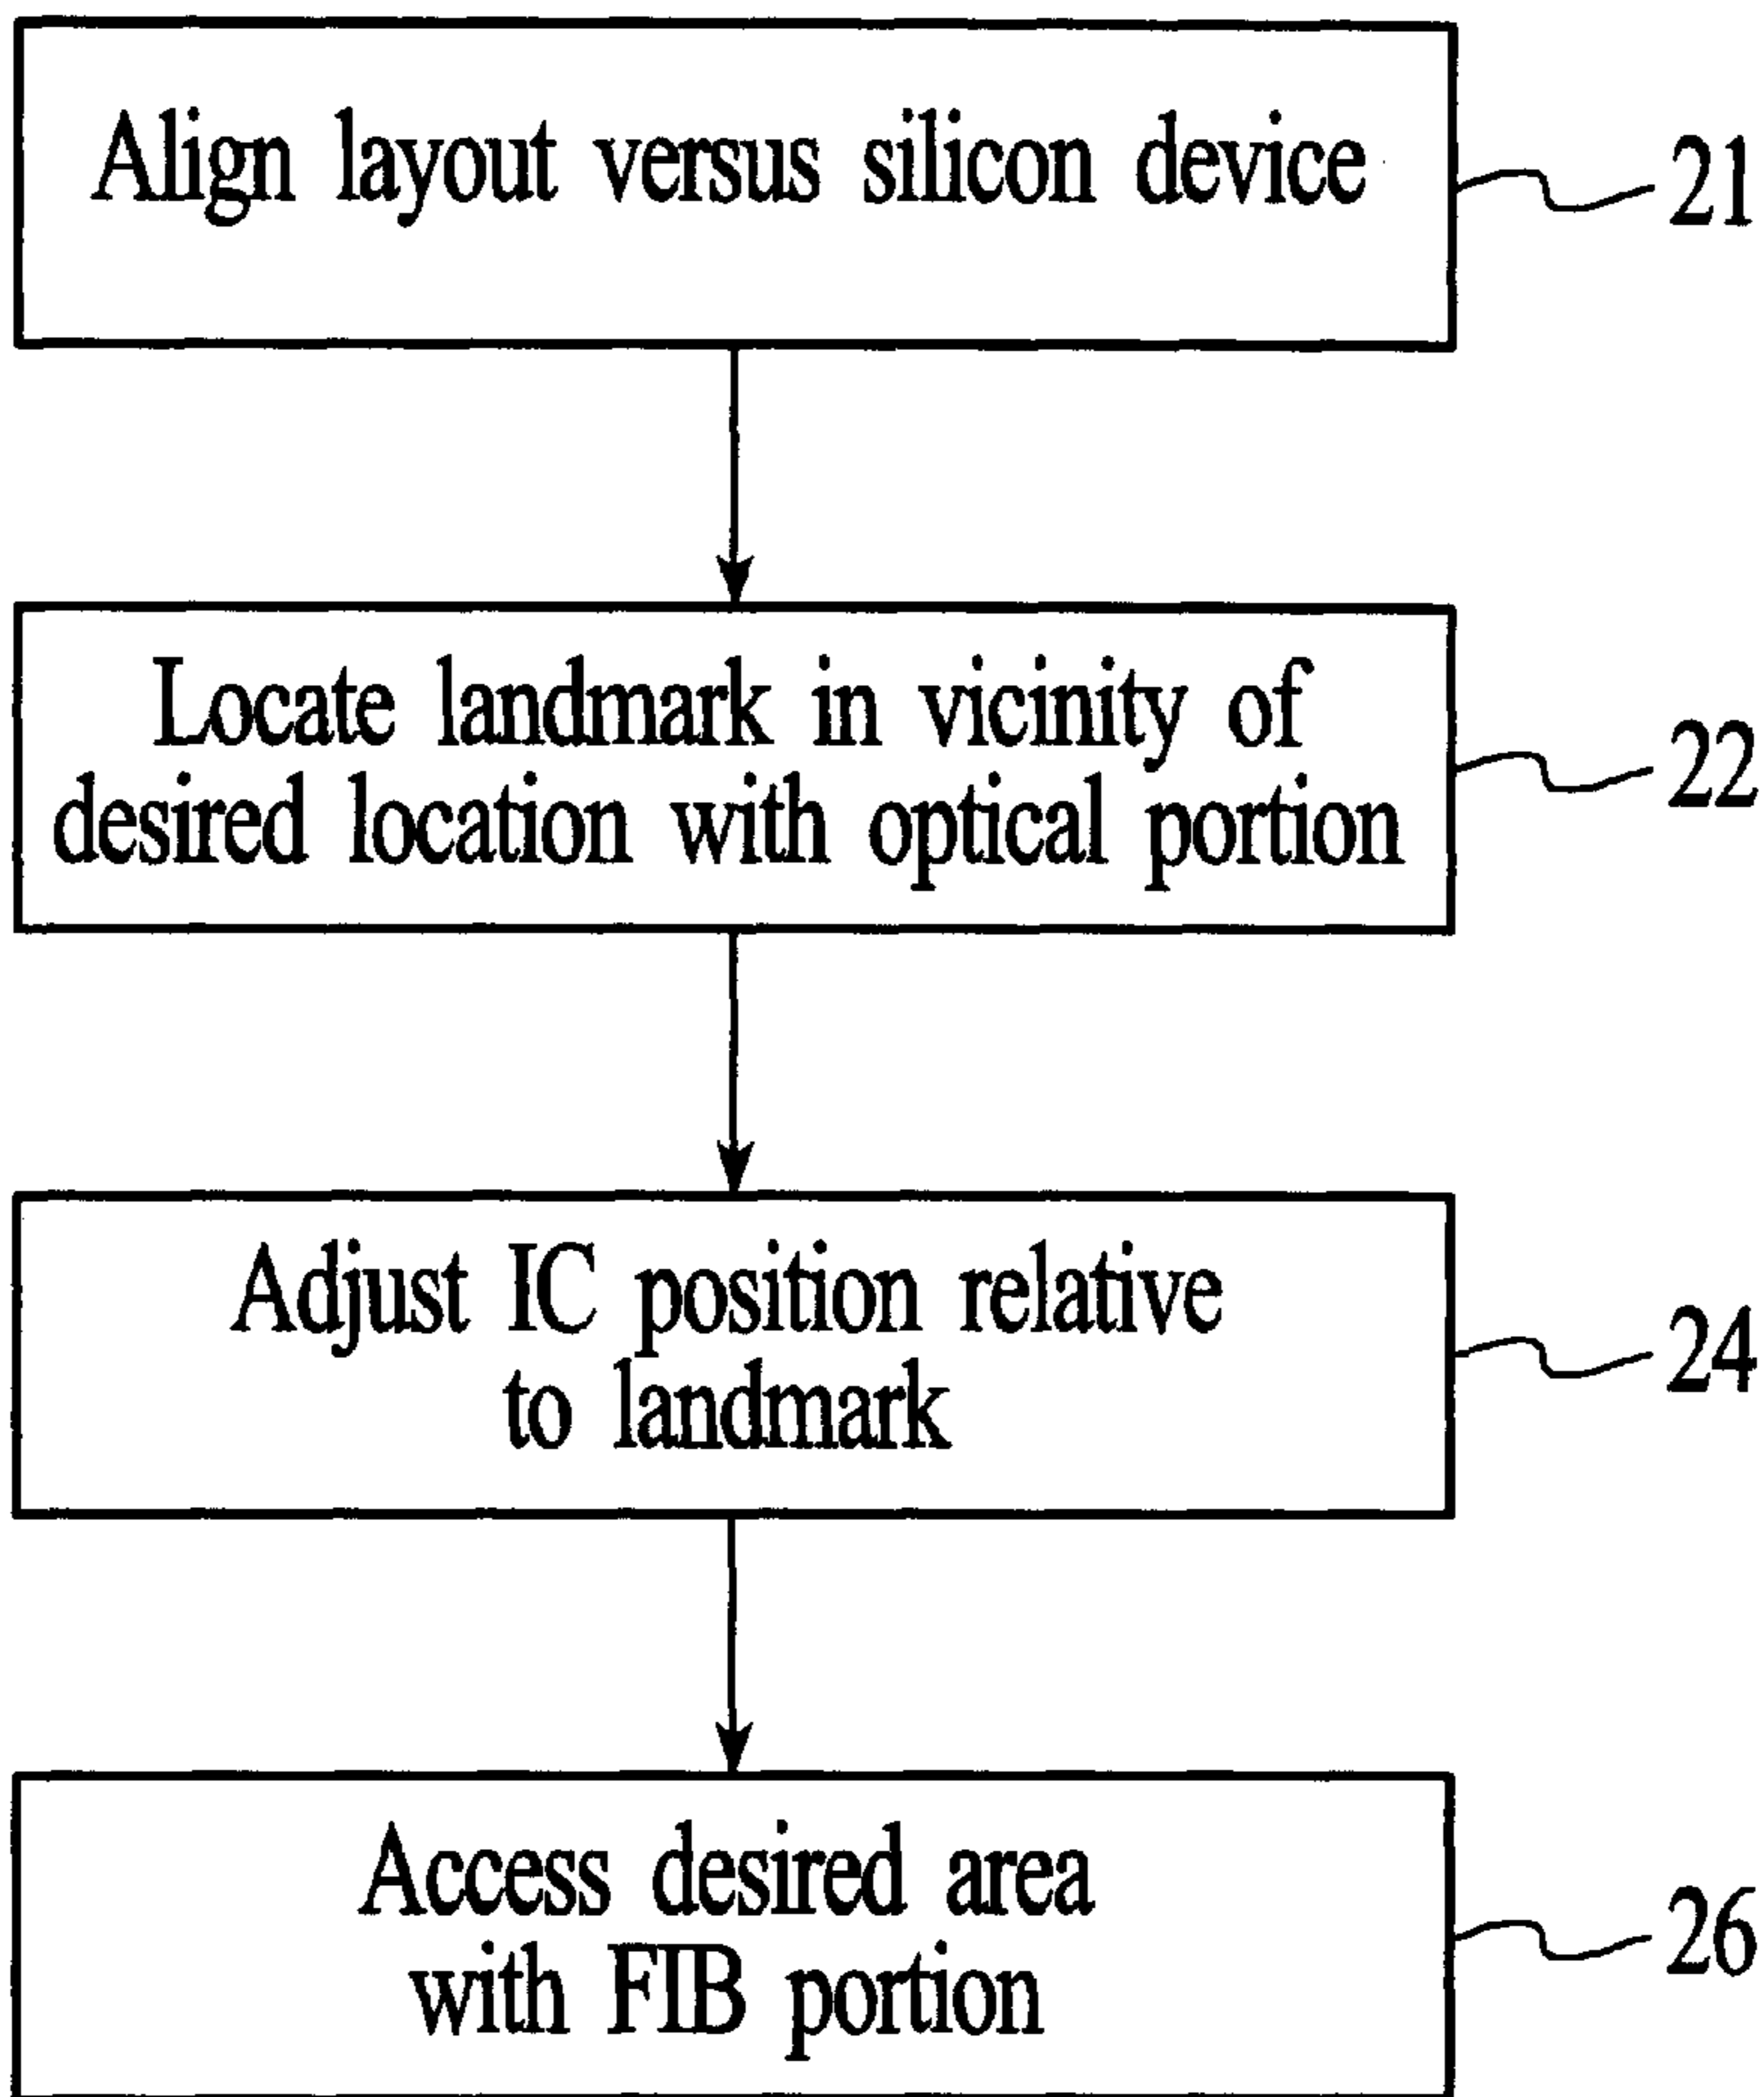 Align layout versus silicon device
21
Locate landmark in vicinity of
desired location with optical portion
22
Adjust IC position relative
to landmark
24
Access desired area
with FIB portion
26